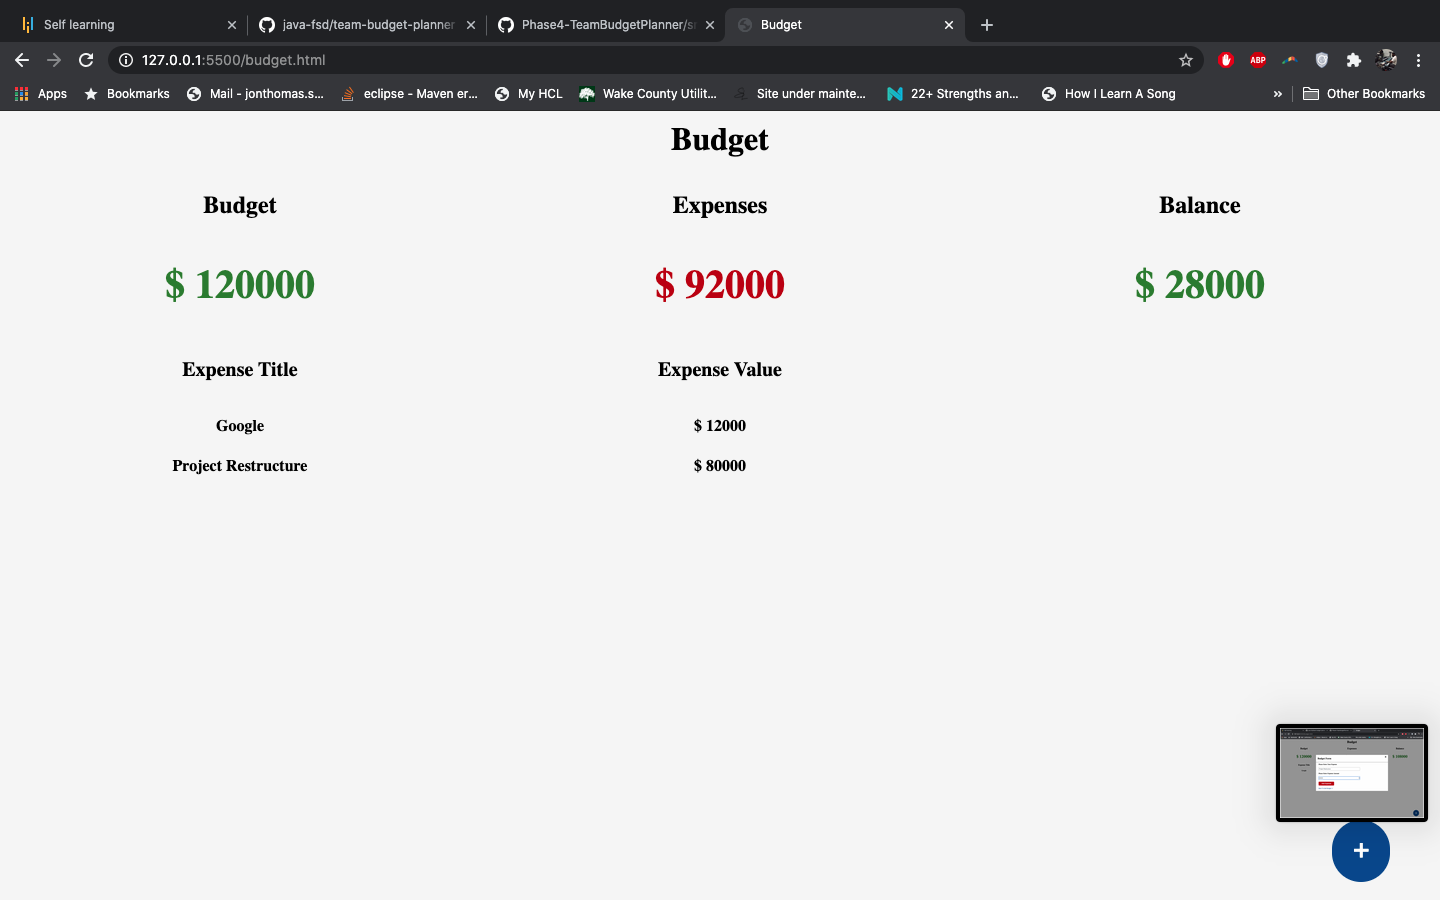 Self learning
java-fsd/team-budget-planner
Phase4-TeamBudgetPlanner/s
Budget
127.0.0.1:5500/budget.html
ABP
Apps
Bookmarks
Mail - jonthomas.s...
eclipse - Maven er...
My HCL
Wake County Utilit...
Site under mainte...
22+ Strengths an...
How I Learn A Song
»
Other Bookmarks
Budget
Budget Expenses Balance
$ 120000 $ 92000 $ 28000
Expense Title Expense Value
Google $ 12000
Project Restructure $ 80000
+